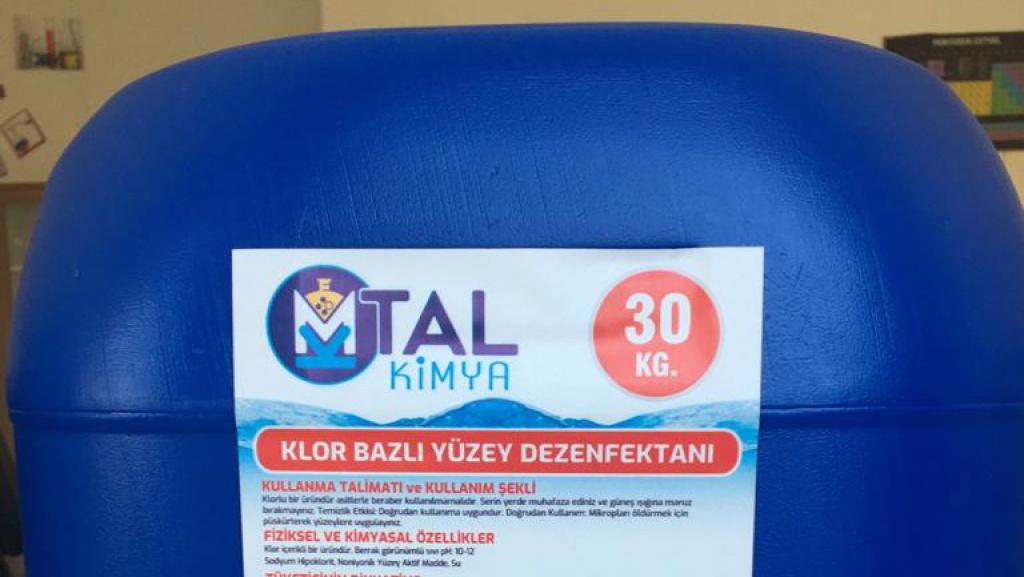 MTAL
KİMYA
30
KG.
KLOR BAZLI YÜZEY DEZENFEKTANI
KULLANMA TALİMATI ve KULLANIM ŞEKLİ
Klorlu bir üründür asitlerle beraber kullanılmamalıdır. Serin yerde muhafaza ediniz ve güneş ışığına maruz
bırakmayınız. Temizlik Etkisi: Doğrudan kullanıma uygundur. Doğrudan Kullanım: Mikropları öldürmek için
püskürterek yüzeylere uygulayınız.
FİZİKSEL VE KİMYASAL ÖZELLİKLER
Klor içerikli bir üründür. Berrak görünümlü sıvı pH: 10-12
Sodyum Hipoklorit, Noniyonik Yüzey Aktif Madde, Su